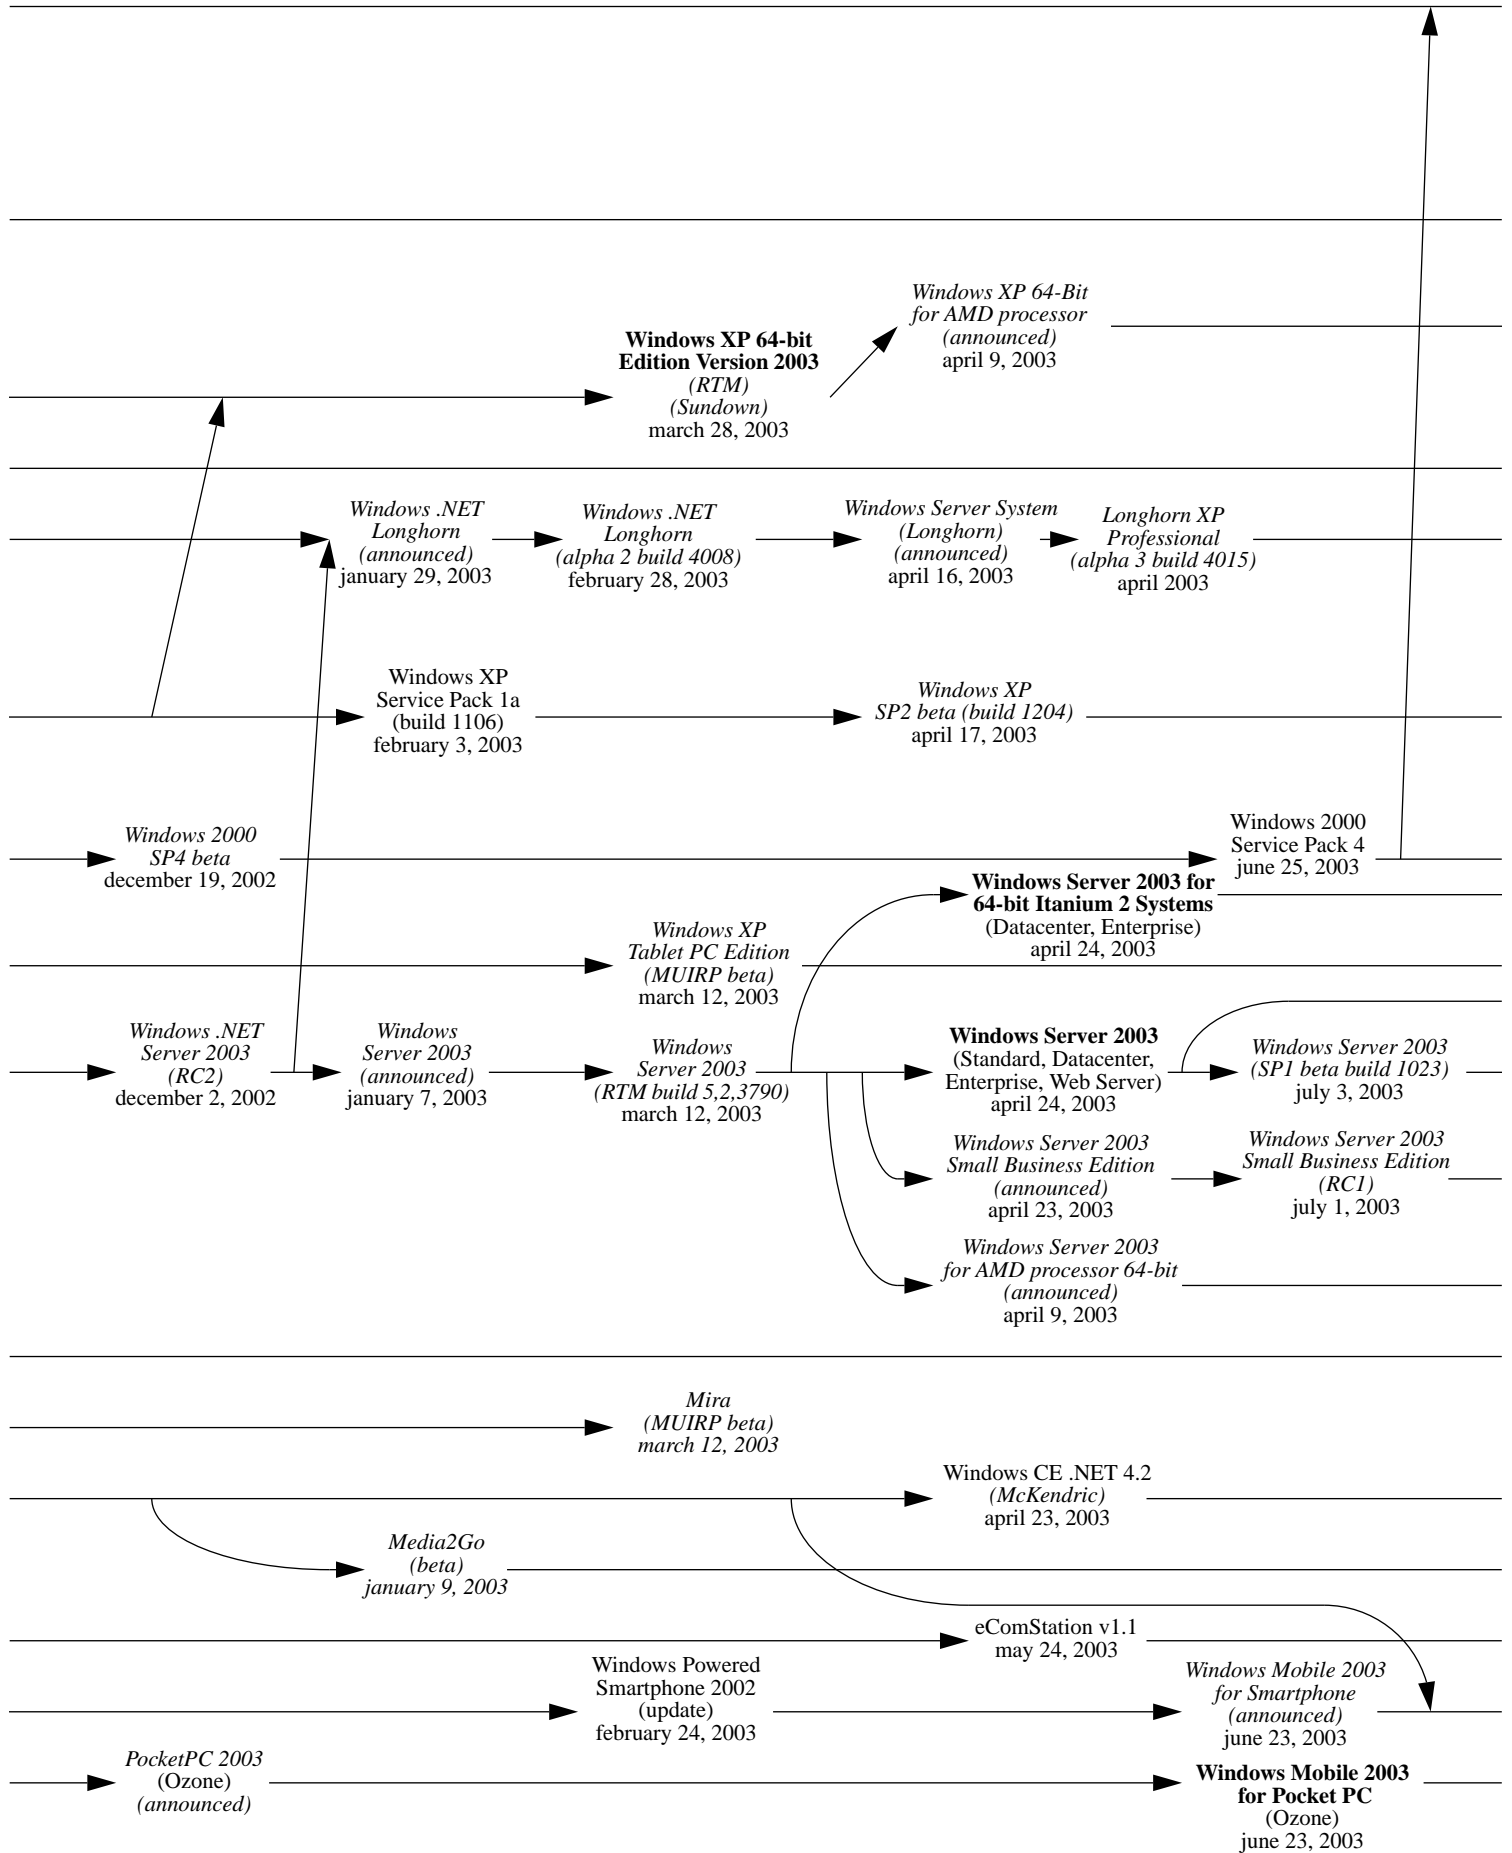 Windows XP 64-Bit
for AMD processor
(announced)
april 9, 2003
Windows XP 64-bit
Edition Version 2003
(RTM)
(Sundown)
march 28, 2003
Windows .NET
Longhorn
(announced)
january 29, 2003
Windows .NET
Longhorn
(alpha 2 build 4008)
february 28, 2003
Windows Server System
(Longhorn)
(announced)
april 16, 2003
Longhorn XP
Professional
(alpha 3 build 4015)
april 2003
Windows XP
Service Pack 1a
(build 1106)
february 3, 2003
Windows XP
SP2 beta (build 1204)
april 17, 2003
Windows 2000
SP4 beta
december 19, 2002
Windows 2000
Service Pack 4
june 25, 2003
Windows Server 2003 for
64-bit Itanium 2 Systems
(Datacenter, Enterprise)
april 24, 2003
Windows XP
Tablet PC Edition
(MUIRP beta)
march 12, 2003
Windows .NET
Server 2003
(RC2)
december 2, 2002
Windows
Server 2003
(announced)
january 7, 2003
Windows
Server 2003
(RTM build 5,2,3790)
march 12, 2003
Windows Server 2003
(Standard, Datacenter,
Enterprise, Web Server)
april 24, 2003
Windows Server 2003
(SP1 beta build 1023)
july 3, 2003
Windows Server 2003
Small Business Edition
(announced)
april 23, 2003
Windows Server 2003
Small Business Edition
(RC1)
july 1, 2003
Windows Server 2003
for AMD processor 64-bit
(announced)
april 9, 2003
Mira
(MUIRP beta)
march 12, 2003
Windows CE .NET 4.2
(McKendric)
april 23, 2003
Media2Go
(beta)
january 9, 2003
eComStation v1.1
may 24, 2003
Windows Powered
Smartphone 2002
(update)
february 24, 2003
Windows Mobile 2003
for Smartphone
(announced)
june 23, 2003
PocketPC 2003
(Ozone)
(announced)
Windows Mobile 2003
for Pocket PC
(Ozone)
june 23, 2003